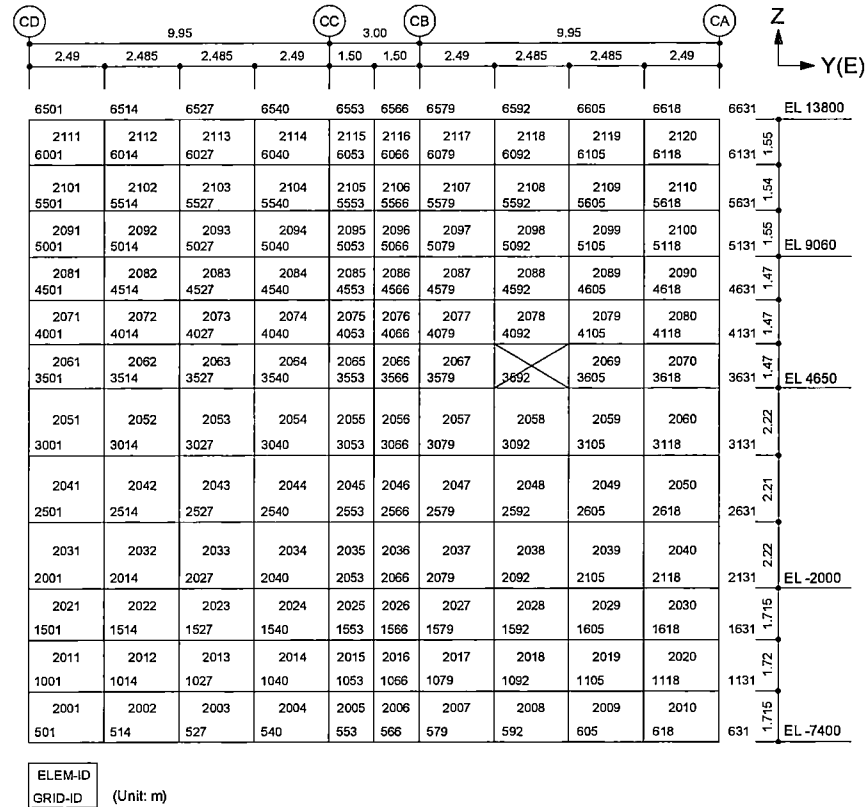 CD CC CB CA Z
9.95 3.00 9.95
2.49 2.485 2.485 2.49 1.50 1.50 2.49 2.485 2.485 2.49 Y(E)
6501 6514 6527 6540 6553 6566 6579 6592 6605 6618 6631 EL 13800
2111 2112 2113 2114 2115 2116 2117 2118 2119 2120 1.55
6001 6014 6027 6040 6053 6066 6079 6092 6105 6118 6131
2101 2102 2103 2104 2105 2106 2107 2108 2109 2110 1.54
5501 5514 5527 5540 5553 5566 5579 5592 5605 5618 5631
2091 2092 2093 2094 2095 2096 2097 2098 2099 2100 1.55
5001 5014 5027 5040 5053 5066 5079 5092 5105 5118 5131 EL 9060
2081 2082 2083 2084 2085 2086 2087 2088 2089 2090 1.47
4501 4514 4527 4540 4553 4566 4579 4592 4605 4618 4631
2071 2072 2073 2074 2075 2076 2077 2078 2079 2080 1.47
4001 4014 4027 4040 4053 4066 4079 4092 4105 4118 4131
2061 2062 2063 2064 2065 2066 2067 2069 2070 1.47
3501 3514 3527 3540 3553 3566 3579 3592 3605 3618 3631 EL 4650
2051 2052 2053 2054 2055 2056 2057 2058 2059 2060 2.22
3001 3014 3027 3040 3053 3066 3079 3092 3105 3118 3131
2041 2042 2043 2044 2045 2046 2047 2048 2049 2050 2.21
2501 2514 2527 2540 2553 2566 2579 2592 2605 2618 2631
2031 2032 2033 2034 2035 2036 2037 2038 2039 2040 2.22
2001 2014 2027 2040 2053 2066 2079 2092 2105 2118 2131 EL -2000
2021 2022 2023 2024 2025 2026 2027 2028 2029 2030 1.715
1501 1514 1527 1540 1553 1566 1579 1592 1605 1618 1631
2011 2012 2013 2014 2015 2016 2017 2018 2019 2020 1.72
1001 1014 1027 1040 1053 1066 1079 1092 1105 1118 1131
2001 2002 2003 2004 2005 2006 2007 2008 2009 2010 1.715
501 514 527 540 553 566 579 592 605 618 631 EL -7400
ELEM-ID
GRID-ID (Unit: m)